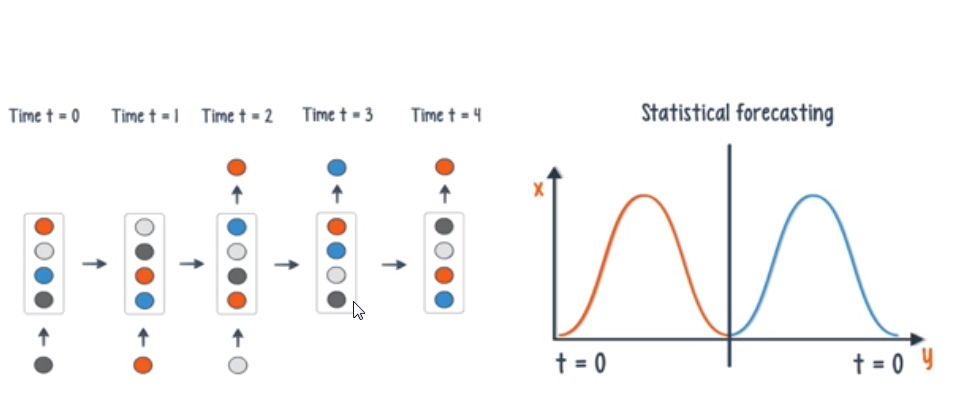 Time t = 0
Time t = 1
Time t = 2
Time t = 3
Time t = 4
Statistical forecasting
x
t = 0
t = 0
y